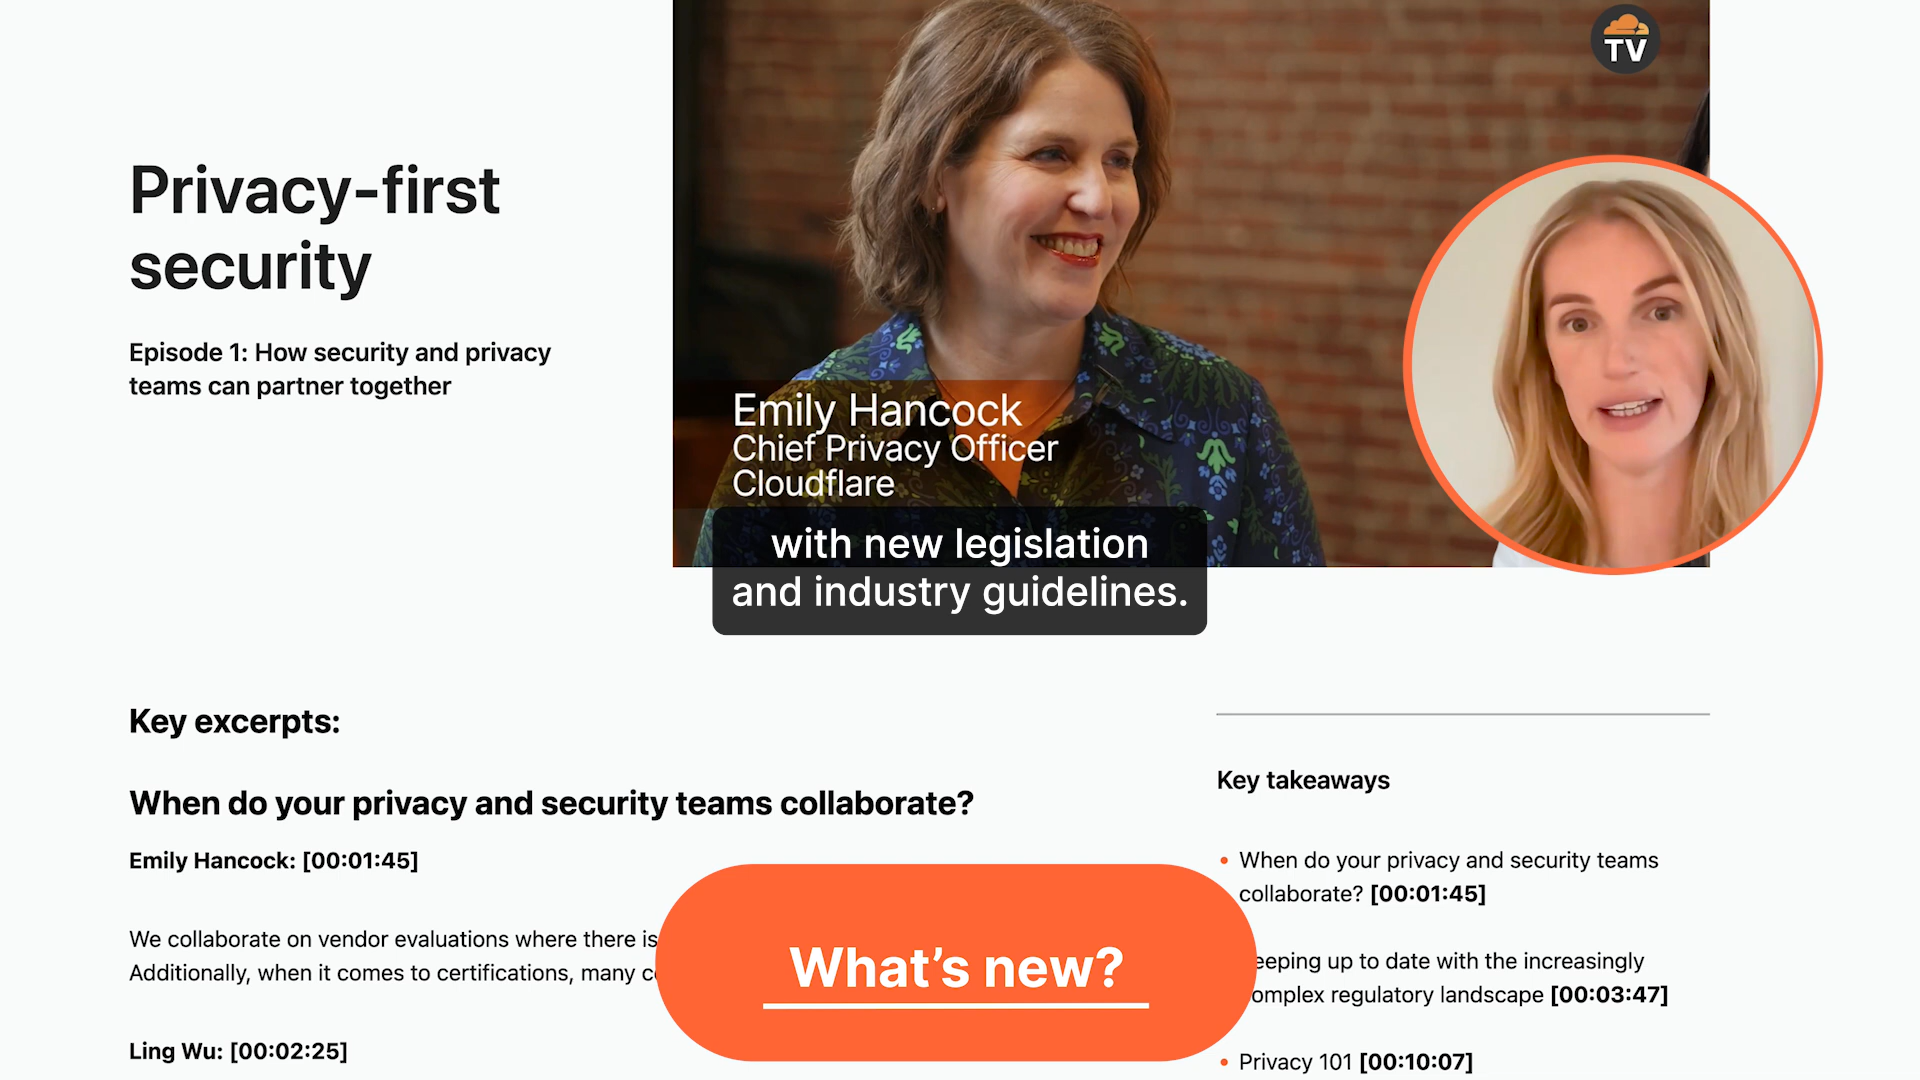 TV
Privacy-first
security
Episode 1: How security and privacy
teams can partner together
Emily Hancock
Chief Privacy Officer
Cloudflare
with new legislation
and industry guidelines.
Key excerpts:
When do your privacy and security teams collaborate?
Emily Hancock: [00:01:45]
We collaborate on vendor evaluations where there is
Additionally, when it comes to certifications, many
Ling Wu: [00:02:25]
What's new?
Key takeaways
• When do your privacy and security teams
collaborate? [00:01:45]
up to date with the increasingly
regulatory landscape [00:03:47]
• Privacy 101 [00:10:07]